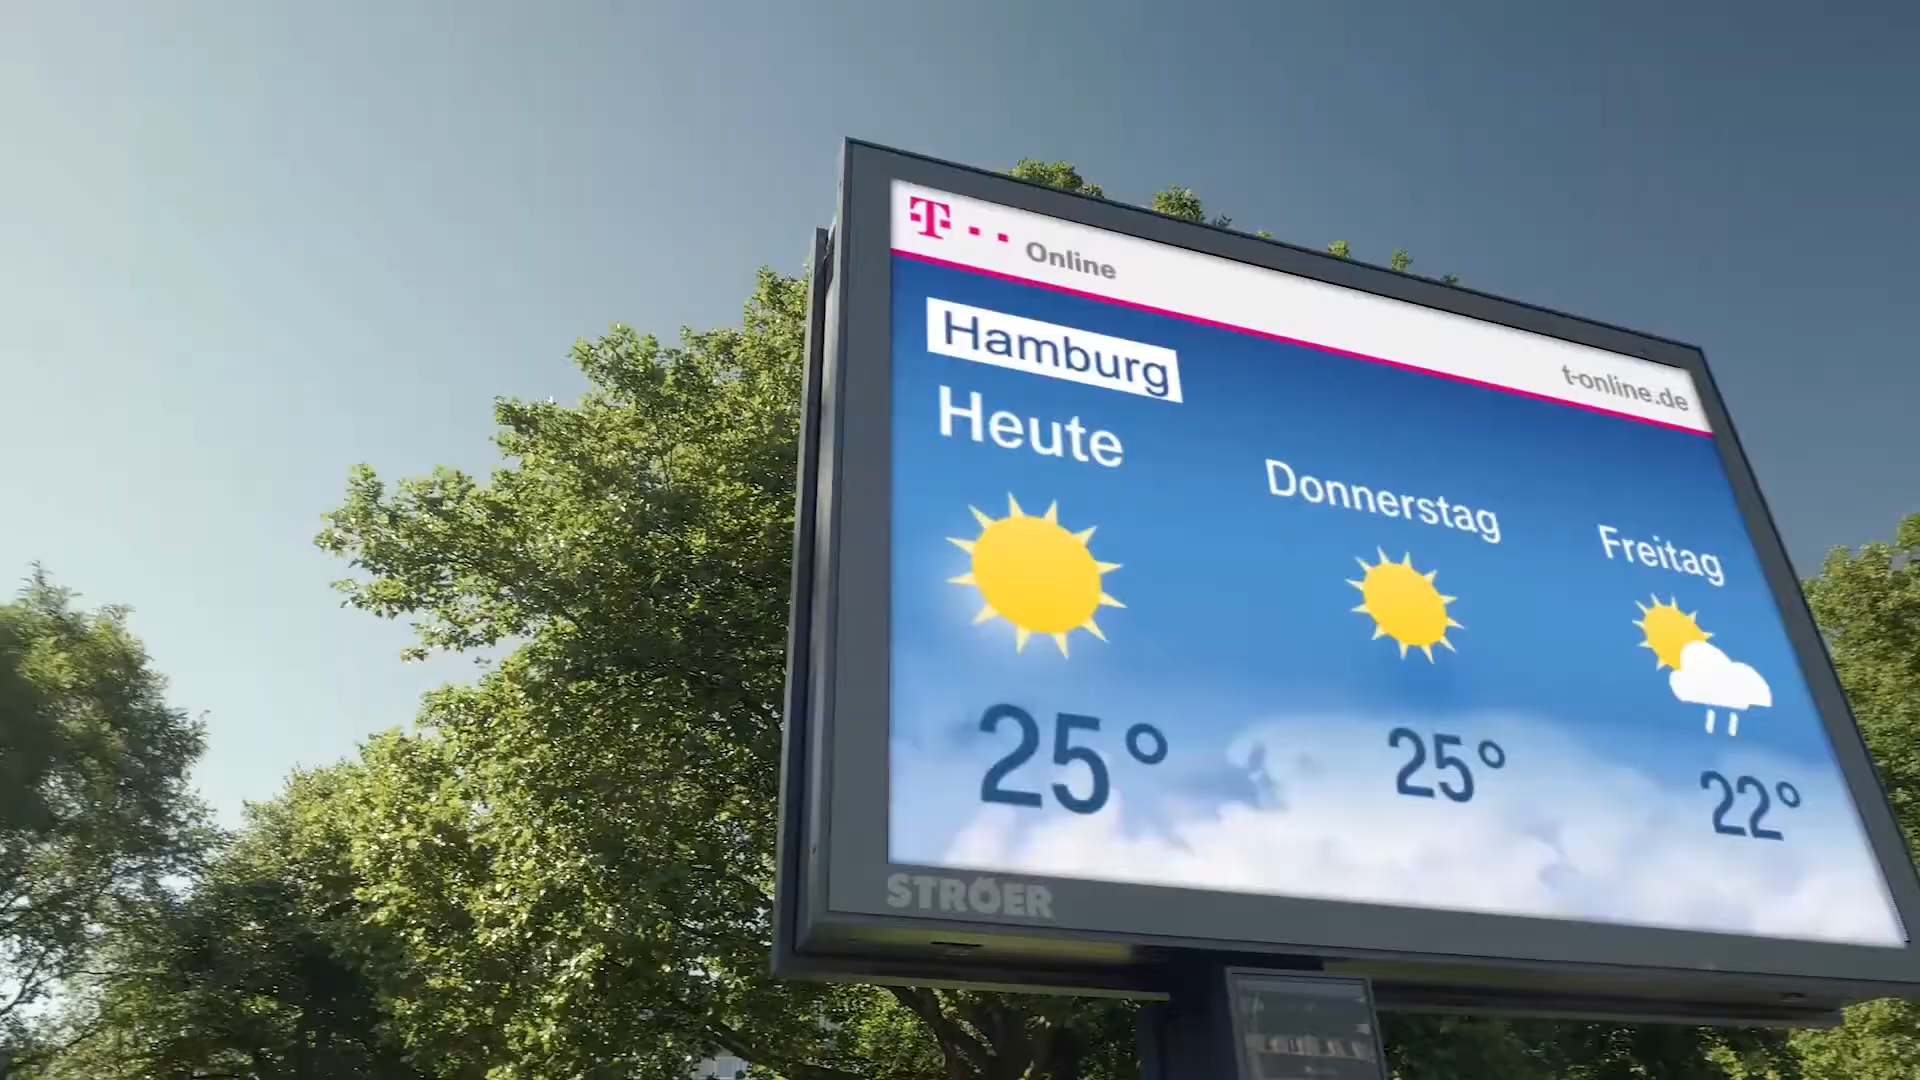 T Online
t-online.de
Hamburg
Heute
Donnerstag
Freitag
25°
25°
22°
STRÖER